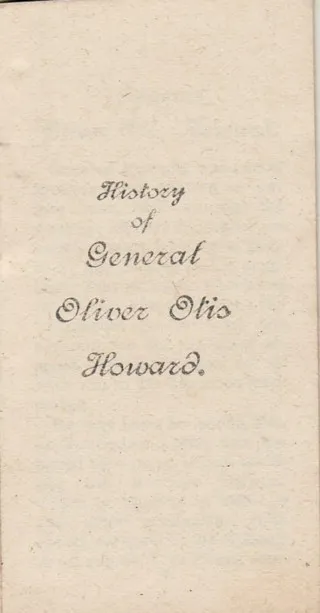 History
of
General
Oliver Otis
Howard.